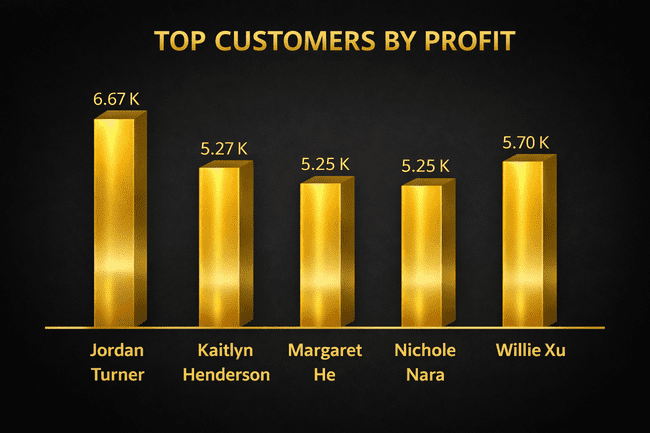 TOP CUSTOMERS BY PROFIT
6.67 K
5.27 K
5.25 K
5.25 K
5.70 K
Jordan
Turner
Kaitlyn
Henderson
Margaret
He
Nichole
Nara
Willie Xu